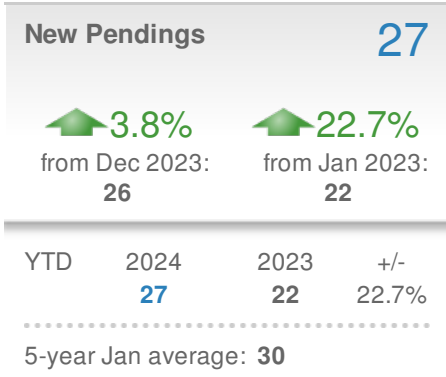 New Pendings 27
3.8% 22.7%
from Dec 2023: from Jan 2023:
26 22
YTD 2024 2023 +/-
27 22 22.7%
5-year Jan average: 30